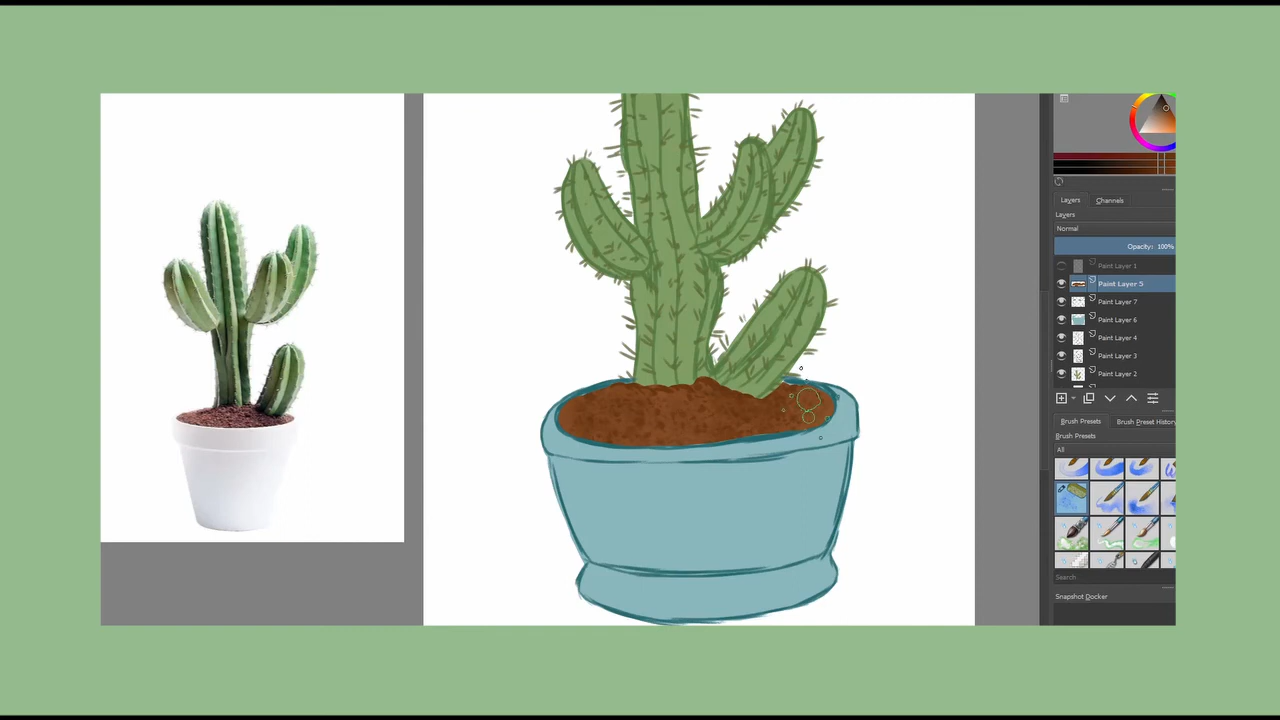 Layers
Channels
Layers
Normal
Opacity: 100%
Paint Layer 1
Paint Layer 5
Paint Layer 7
Paint Layer 6
Paint Layer 4
Paint Layer 3
Paint Layer 2
Brush Presets
Brush Preset History
Brush Presets
All
Search
Snapshot Docker